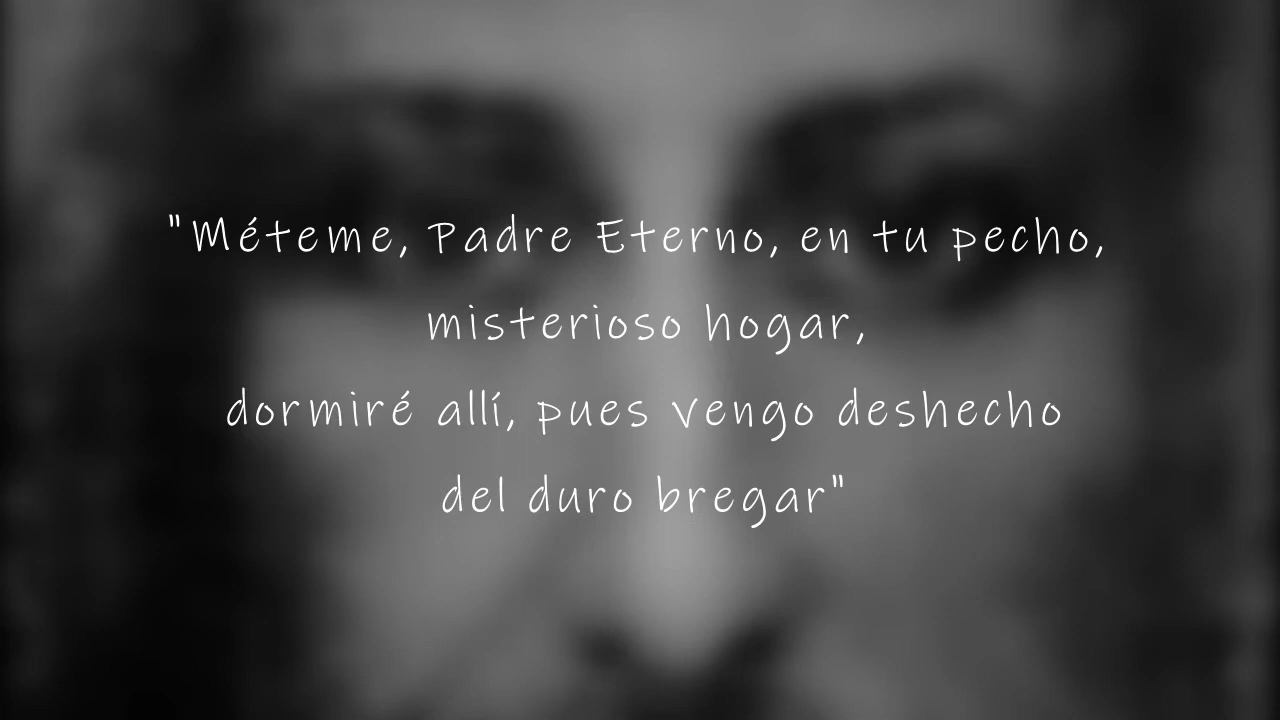 "Méteme, Padre Eterno, en tu pecho,
misterioso hogar,
dormiré allí, pues vengo deshecho
del duro bregar"